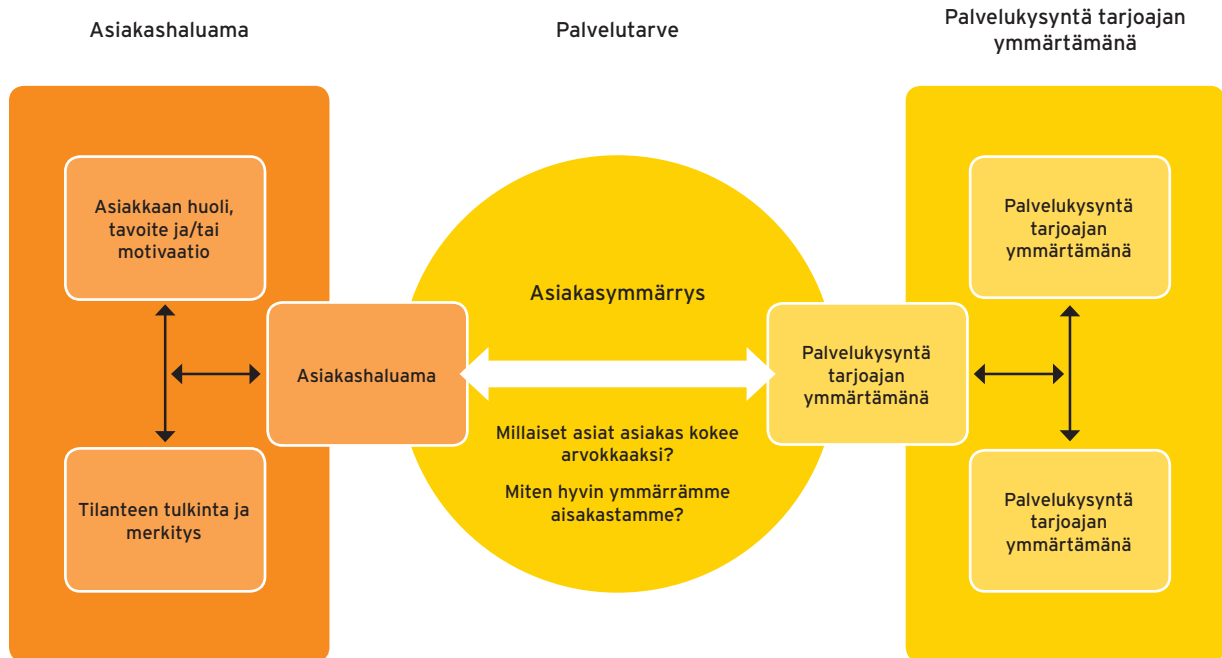 Asiakashaluama
Palvelutarve
Palvelukysyntä tarjoajan
ymmärtämänä
Asiakkaan huoli,
tavoite ja/tai
motivaatio
Asiakashaluama
Tilanteen tulkinta ja
merkitys
Asiakasymmärrys
Millaiset asiat asiakas kokee
arvokkaaksi?
Miten hyvin ymmärrämme
aisakastamme?
Palvelukysyntä
tarjoajan
ymmärtämänä
Palvelukysyntä
tarjoajan
ymmärtämänä
Palvelukysyntä
tarjoajan
ymmärtämänä